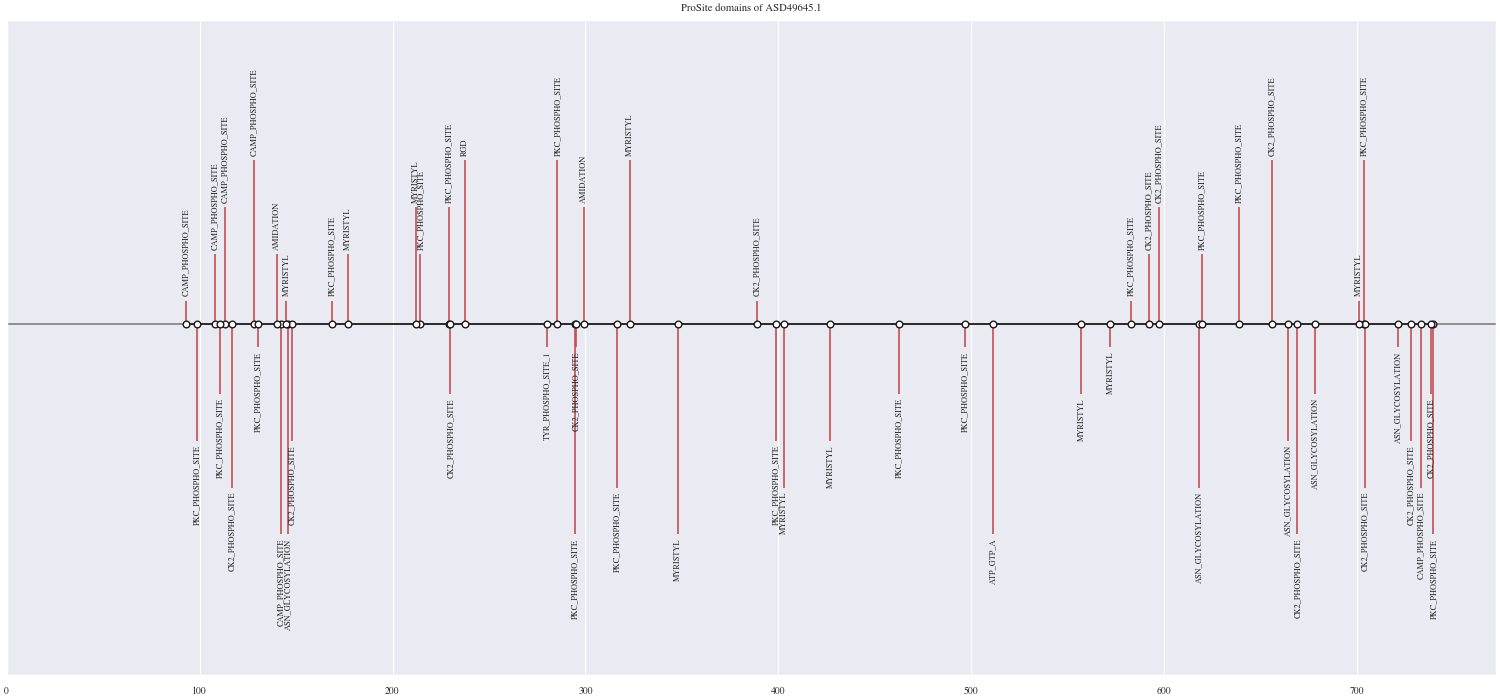 ProSite domains of ASD49645.1
CAMP_PHOSPHO_SITE
PKC_PHOSPHO_SITE
CAMP_PHOSPHO_SITE
PKC_PHOSPHO_SITE
CAMP_PHOSPHO_SITE
CK2_PHOSPHO_SITE
CAMP_PHOSPHO_SITE
PKC_PHOSPHO_SITE
AMIDATION
CAMP_PHOSPHO_SITE
MYRISTYL
ASN_GLYCOSYLATION
CK2_PHOSPHO_SITE
PKC_PHOSPHO_SITE
MYRISTYL
MYRISTYL
PKC_PHOSPHO_SITE
PKC_PHOSPHO_SITE
CK2_PHOSPHO_SITE
RGD
TYR_PHOSPHO_SITE_1
PKC_PHOSPHO_SITE
PKC_PHOSPHO_SITE
CK2_PHOSPHO_SITE
AMIDATION
PKC_PHOSPHO_SITE
MYRISTYL
MYRISTYL
CK2_PHOSPHO_SITE
PKC_PHOSPHO_SITE
MYRISTYL
MYRISTYL
PKC_PHOSPHO_SITE
PKC_PHOSPHO_SITE
ATP_GTP_A
MYRISTYL
MYRISTYL
PKC_PHOSPHO_SITE
CK2_PHOSPHO_SITE
CK2_PHOSPHO_SITE
ASN_GLYCOSYLATION
PKC_PHOSPHO_SITE
PKC_PHOSPHO_SITE
CK2_PHOSPHO_SITE
ASN_GLYCOSYLATION
CK2_PHOSPHO_SITE
ASN_GLYCOSYLATION
MYRISTYL
PKC_PHOSPHO_SITE
CK2_PHOSPHO_SITE
ASN_GLYCOSYLATION
CK2_PHOSPHO_SITE
CAMP_PHOSPHO_SITE
CK2_PHOSPHO_SITE
PKC_PHOSPHO_SITE
0 100 200 300 400 500 600 700